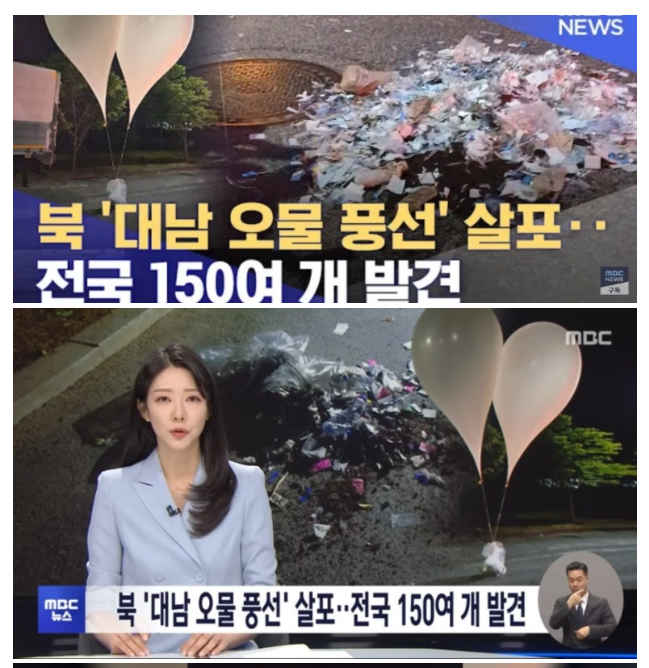 NEWS
북 '대남 오물 풍선' 살포··
전국 150여 개 발견
MBC
NEWS
구독
MBC
MBC
뉴스
북 '대남 오물 풍선' 살포··전국 150여 개 발견